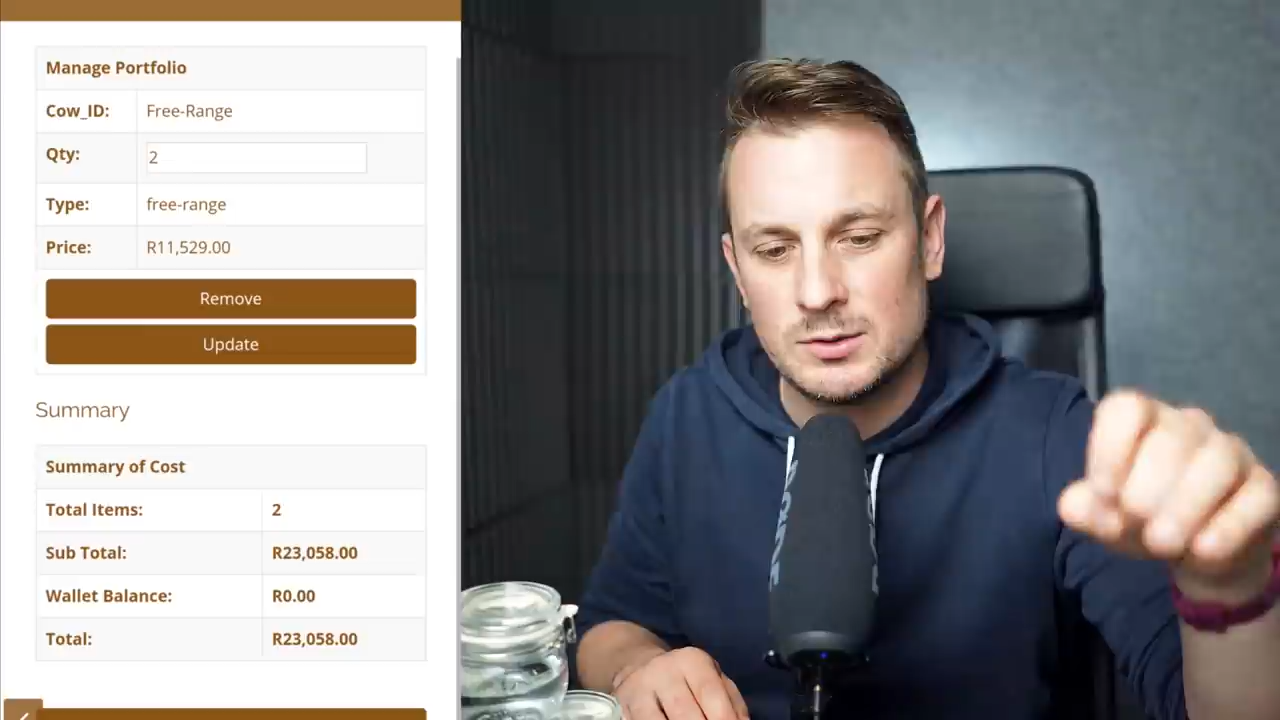 Manage Portfolio
Cow_ID: Free-Range
Qty: 2
Type: free-range
Price: R11,529.00
Remove
Update
Summary
Summary of Cost
Total Items: 2
Sub Total: R23,058.00
Wallet Balance: R0.00
Total: R23,058.00